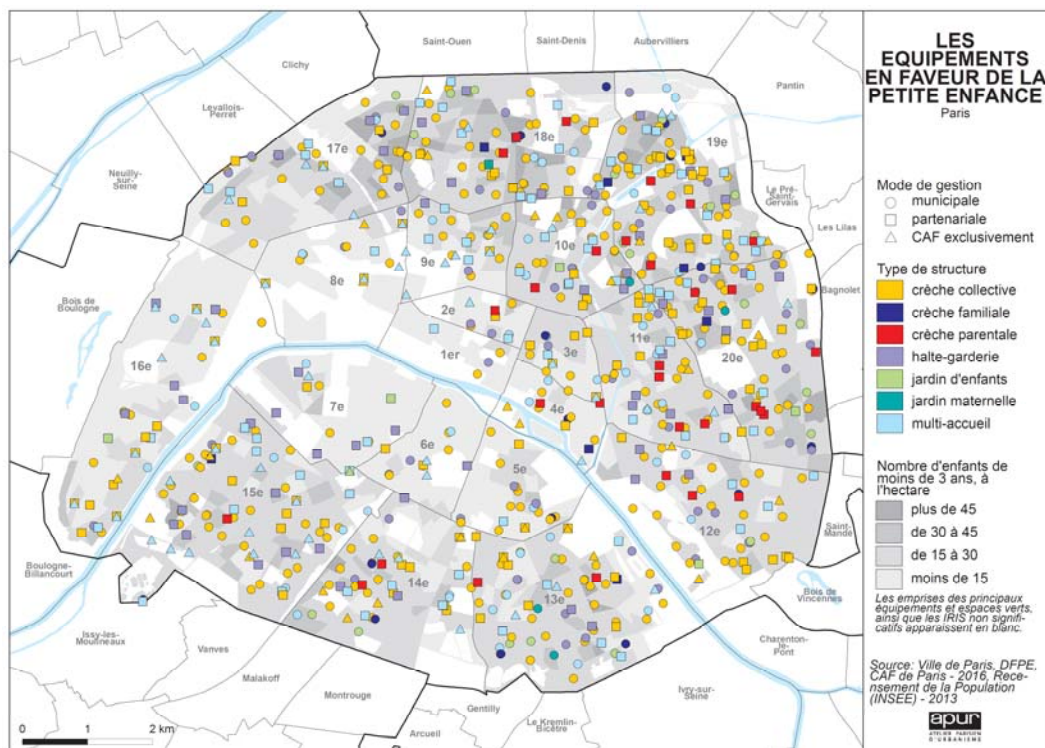 LES
EQUIPEMENTS
EN FAVEUR DE LA
PETITE ENFANCE
Paris
Mode de gestion
municipale
partenariale
CAF exclusivement
Type de structure
crèche collective
crèche familiale
crèche parentale
halte-garderie
jardin d'enfants
jardin maternelle
multi-accueil
Nombre d'enfants de
moins de 3 ans, à
l'hectare
plus de 45
de 30 à 45
de 15 à 30
moins de 15
Les emprises des principaux
équipements et espaces verts,
ainsi que les IRIS non signifi-
catifs apparaissent en blanc.
Source: Ville de Paris, DFPE,
CAF de Paris - 2016, Rece-
nsement de la Population
(INSEE) - 2013
apur
ATELIER PARISIEN
D'URBANISME
Saint-Ouen
Saint-Denis
Aubervilliers
Clichy
Levallois-
Perret
Pantin
Neuilly-
sur-
Seine
Le Pré-
Saint-
Gervais
Les Lilas
Bagnolet
Bois de
Boulogne
Saint-
Mandé
Boulogne-
Billancourt
Bois de
Vincennes
Issy-les-
Moulineaux
Vanves
Malakoff
Montrouge
Arcueil
Gentilly
Le Kremlin-
Bicêtre
Ivry-sur-
Seine
Charenton-
le-
Pont
17e
18e
19e
8e
9e
10e
2e
1er
3e
11e
20e
16e
7e
4e
6e
5e
15e
14e
13e
12e
0 1 2 km